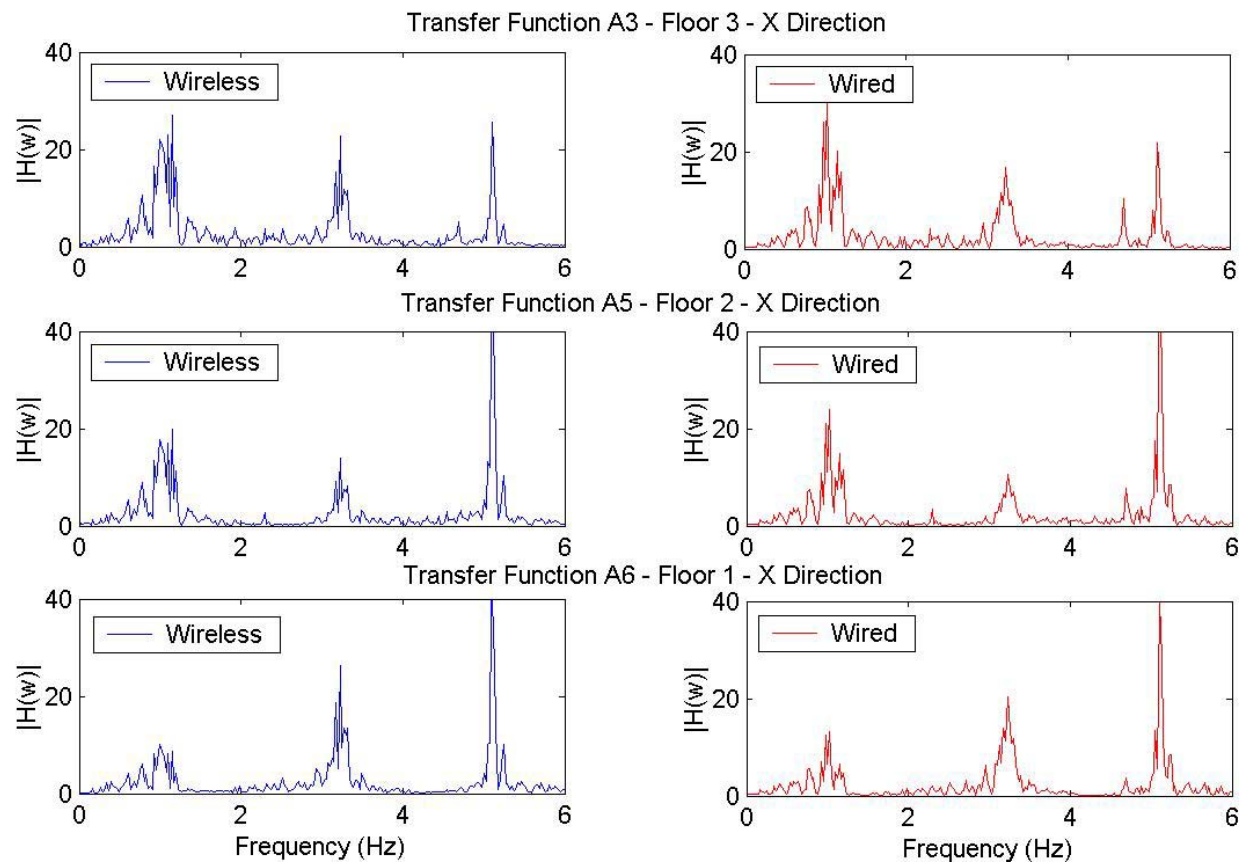 Transfer Function A3 - Floor 3 - X Direction
40
20
0
|H(w)|
Wireless
0 2 4 6
40
20
0
|H(w)|
Wired
0 2 4 6
Transfer Function A5 - Floor 2 - X Direction
40
20
0
|H(w)|
Wireless
0 2 4 6
40
20
0
|H(w)|
Wired
0 2 4 6
Transfer Function A6 - Floor 1 - X Direction
40
20
0
|H(w)|
Wireless
0 2 4 6
Frequency (Hz)
40
20
0
|H(w)|
Wired
0 2 4 6
Frequency (Hz)